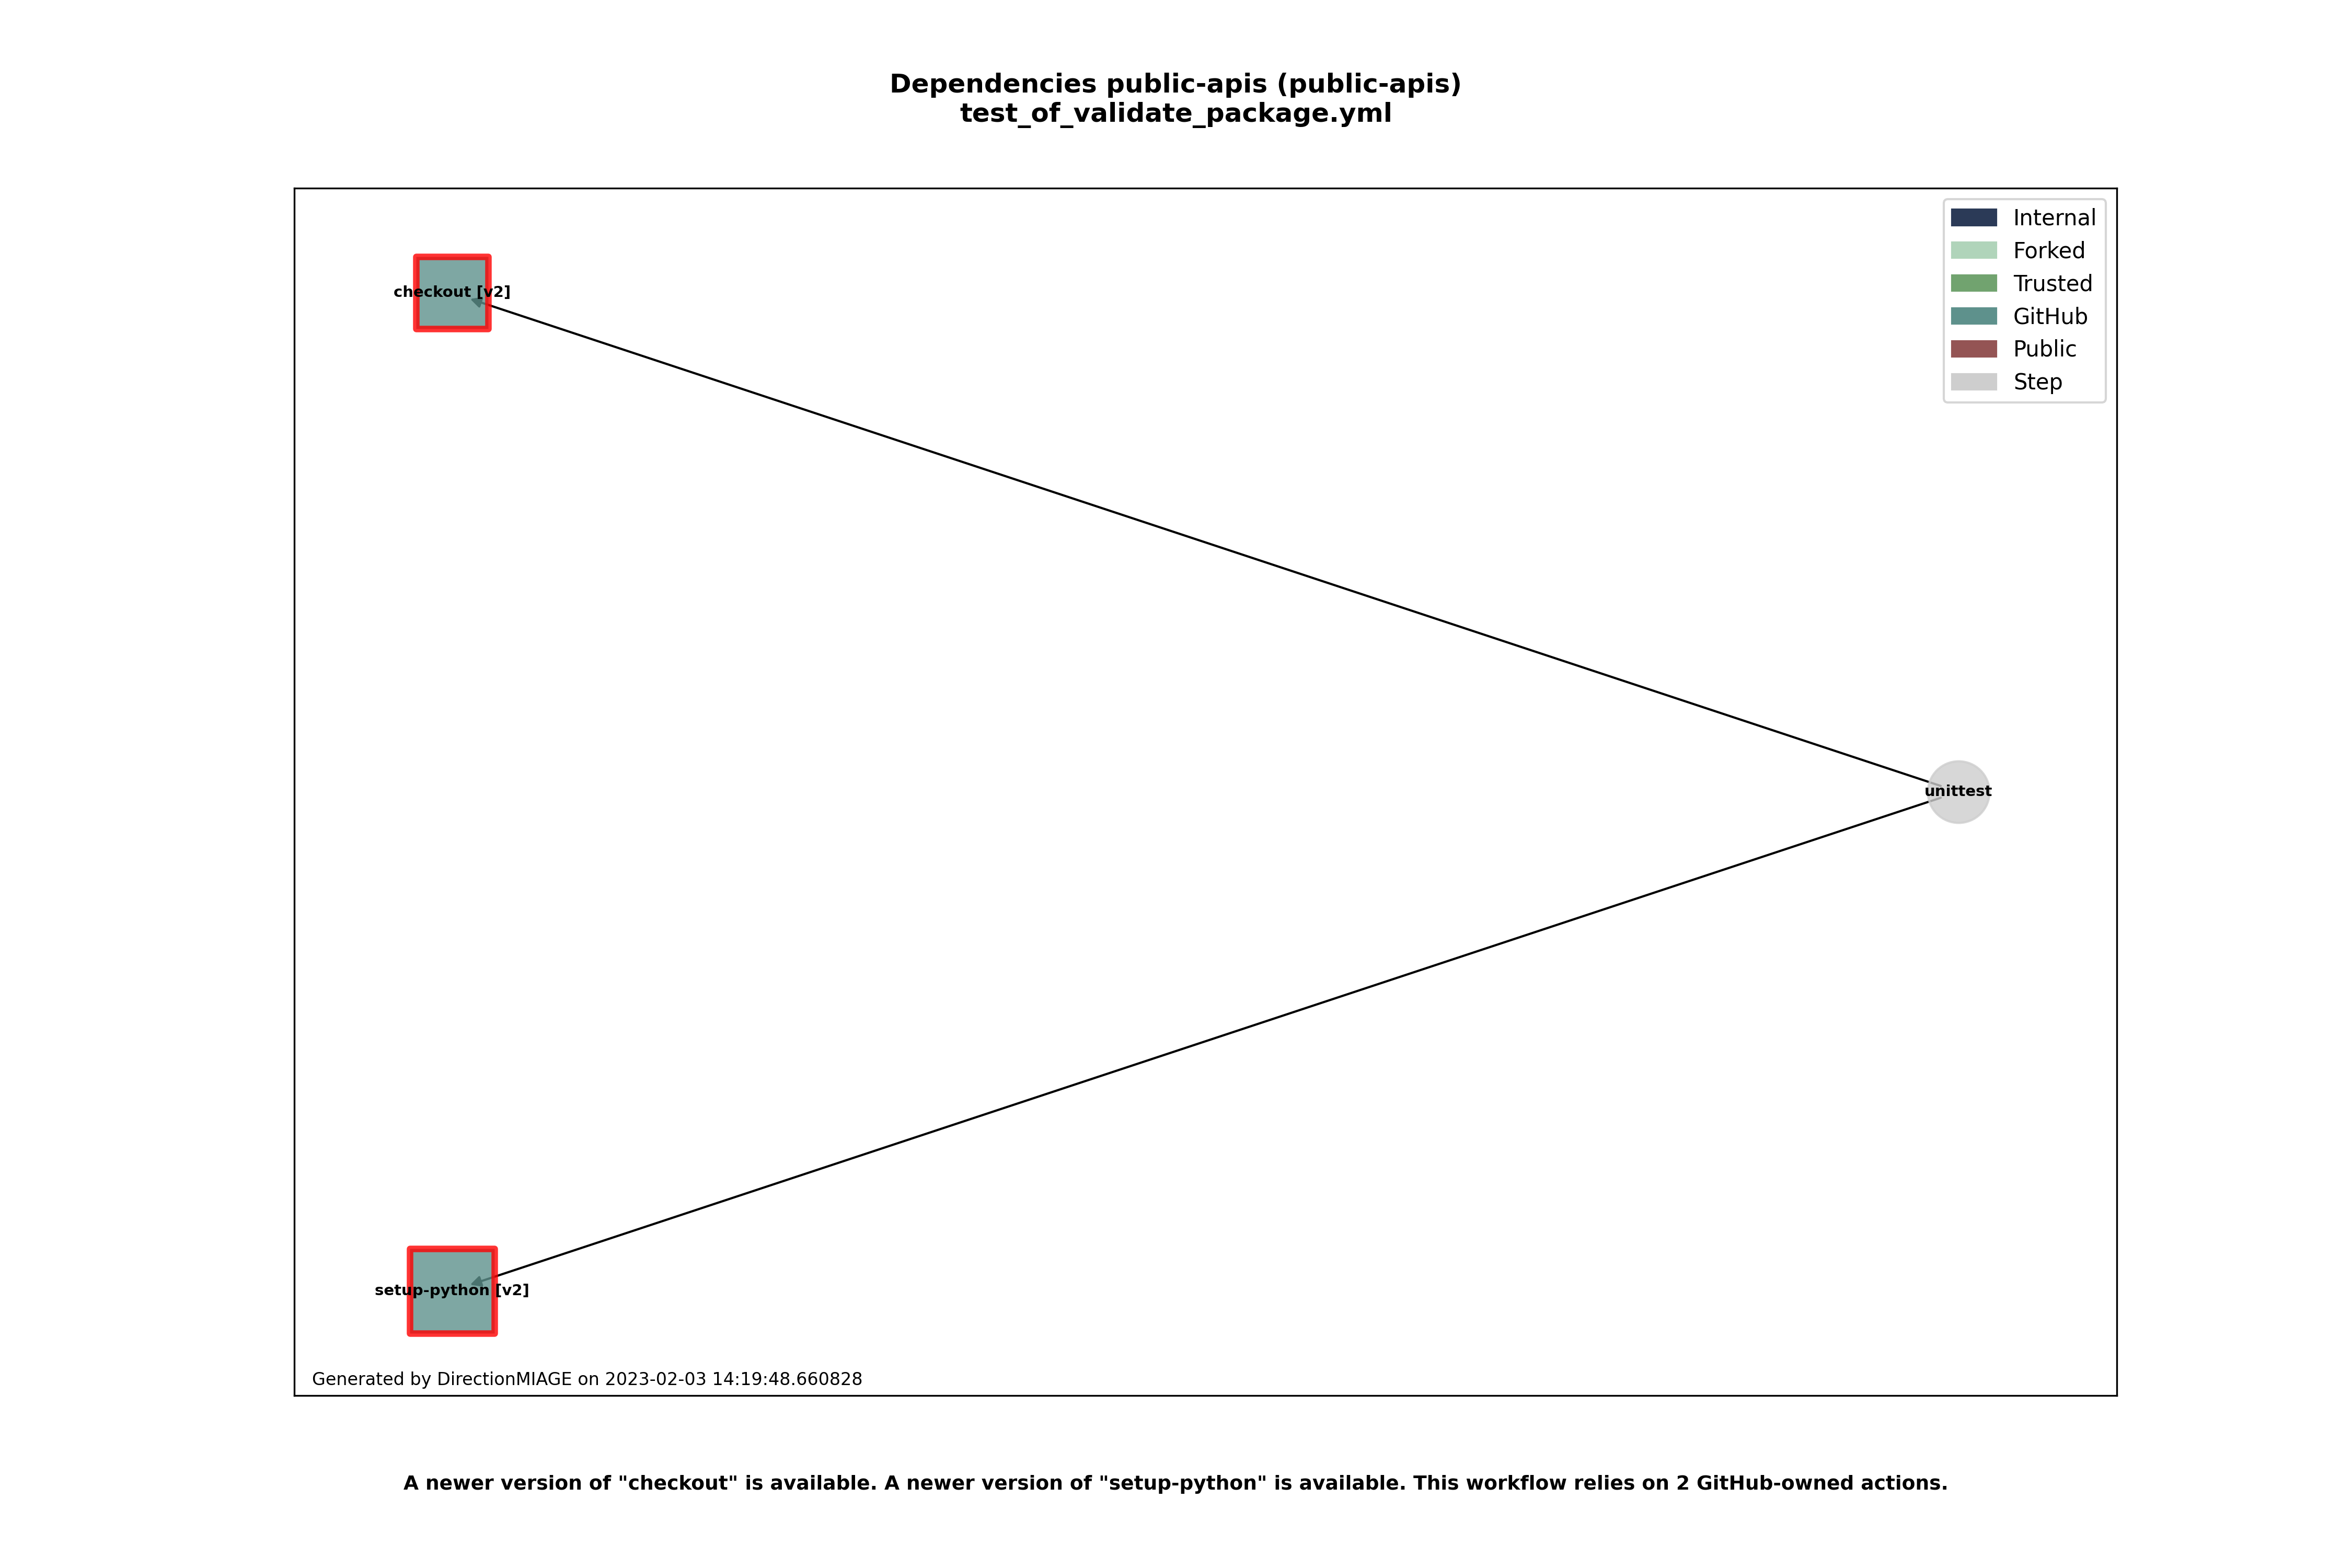 Dependencies public-apis (public-apis)
test_of_validate_package.yml
Internal
Forked
Trusted
GitHub
Public
Step
checkout [v2]
unittest
setup-python [v2]
Generated by DirectionMIAGE on 2023-02-03 14:19:48.660828
A newer version of "checkout" is available. A newer version of "setup-python" is available. This workflow relies on 2 GitHub-owned actions.